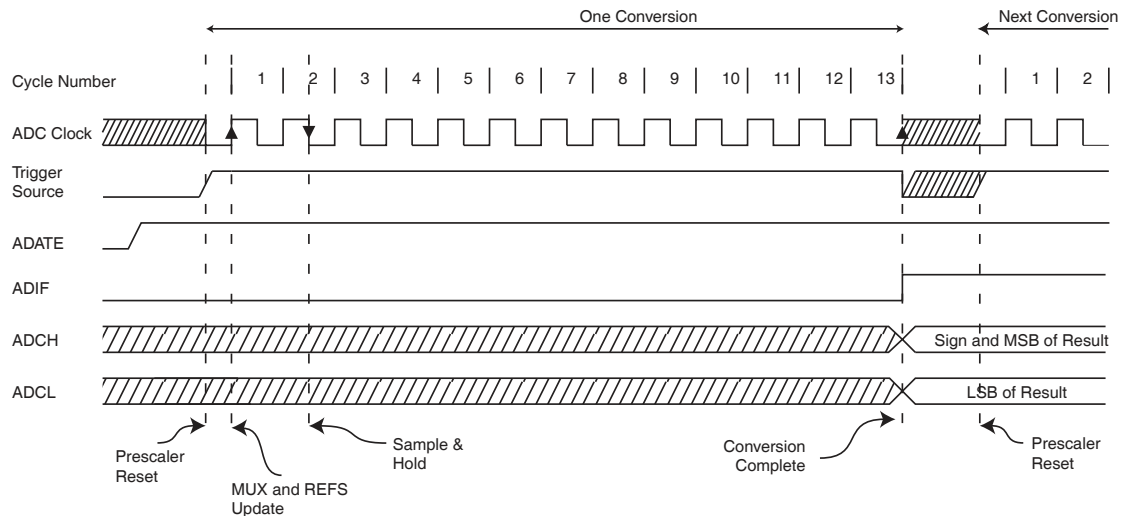 One Conversion
Next Conversion
Cycle Number
1 2 3 4 5 6 7 8 9 10 11 12 13 1 2
ADC Clock
Trigger
Source
ADATE
ADIF
ADCH
Sign and MSB of Result
ADCL
LSB of Result
Prescaler
Reset
MUX and REFS
Update
Sample &
Hold
Conversion
Complete
Prescaler
Reset